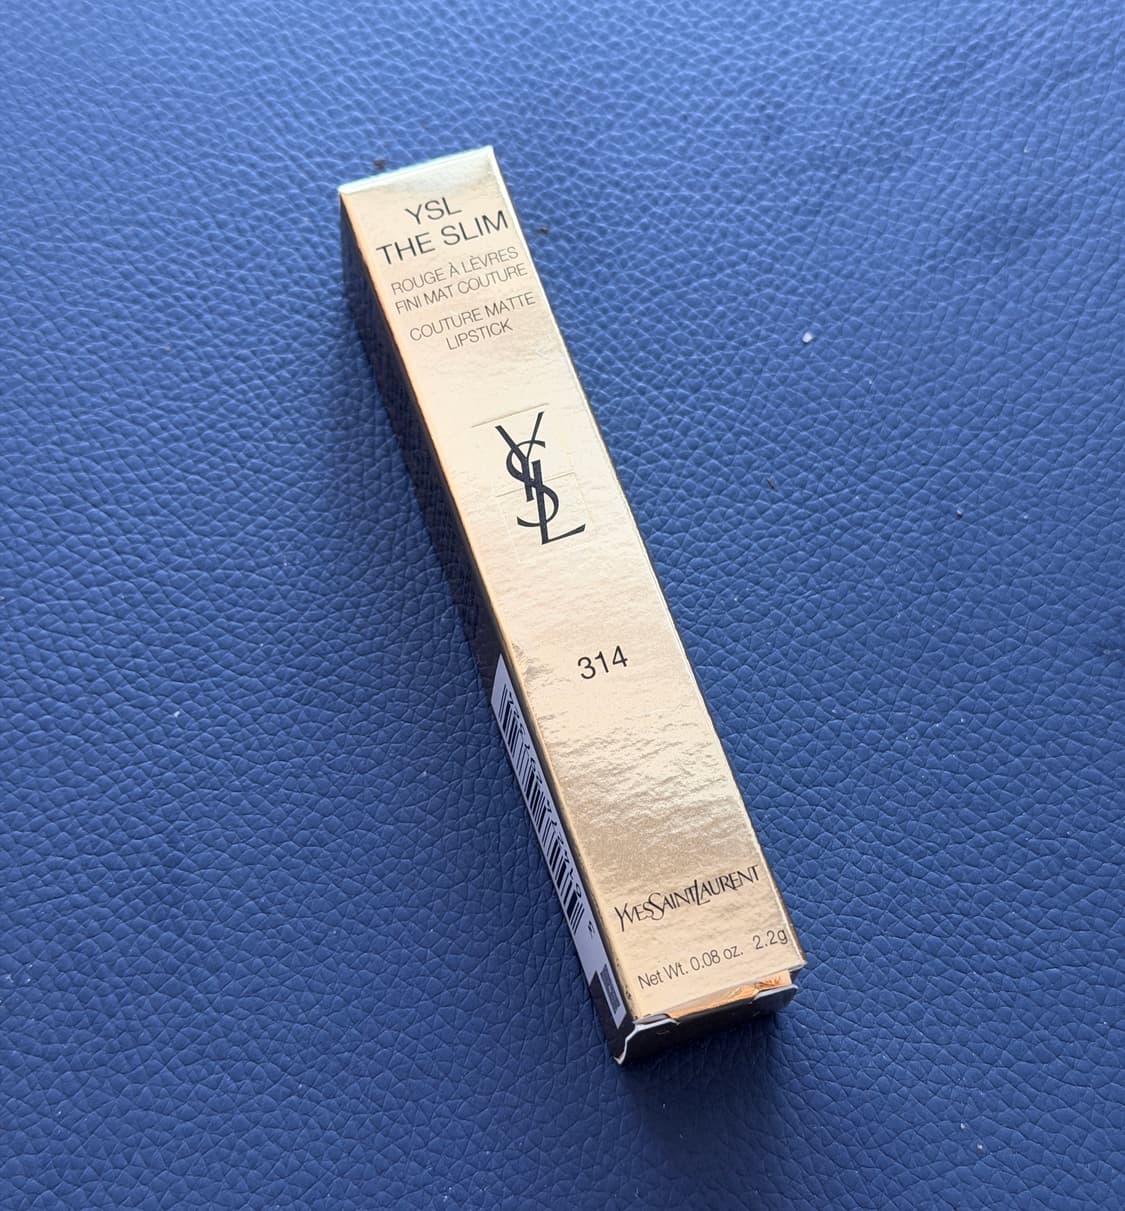 YSL
THE SLIM
ROUGE À LÈVRES
FINI MAT COUTURE
COUTURE MATTE
LIPSTICK
YSL
314
YVESSAINTLAURENT
Net Wt. 0.08 oz. 2.2g